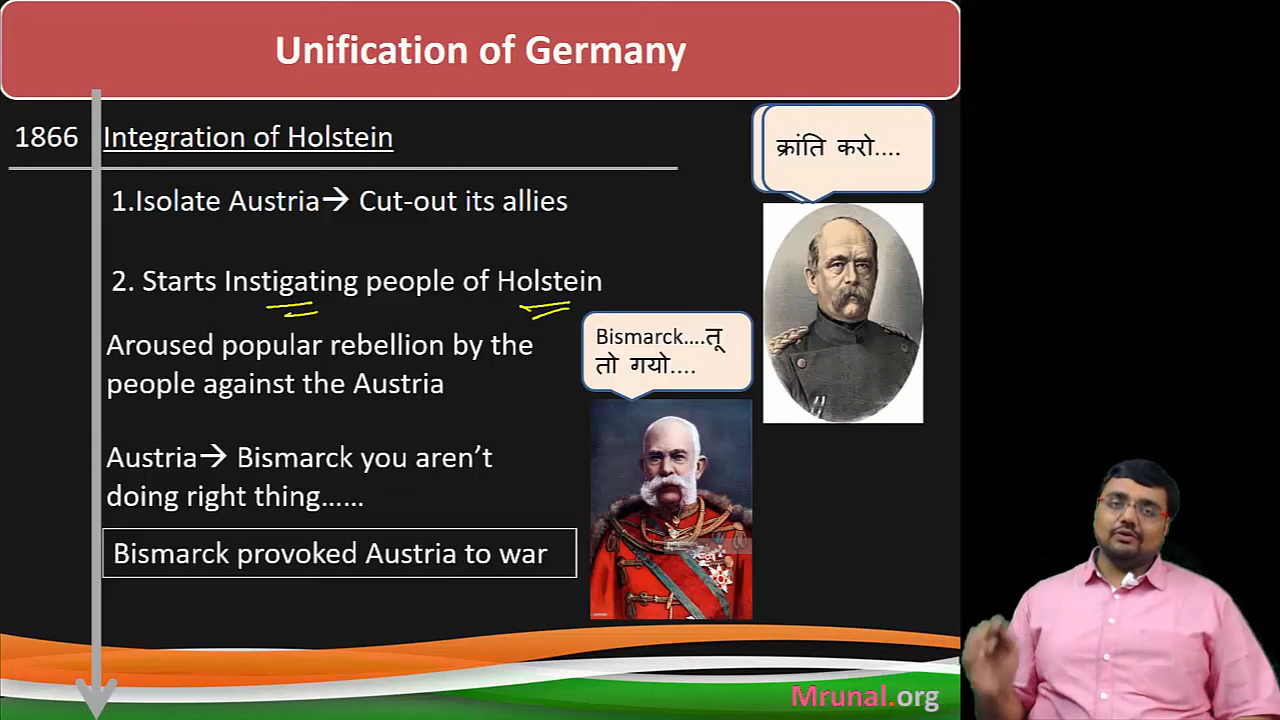 Unification of Germany
1866 Integration of Holstein
क्रांति करो....
1.Isolate Austria→ Cut-out its allies
2. Starts Instigating people of Holstein
Bismarck....तू
तो गयो....
Aroused popular rebellion by the
people against the Austria
Austria→ Bismarck you aren’t
doing right thing……
Bismarck provoked Austria to war
Mrunal.org